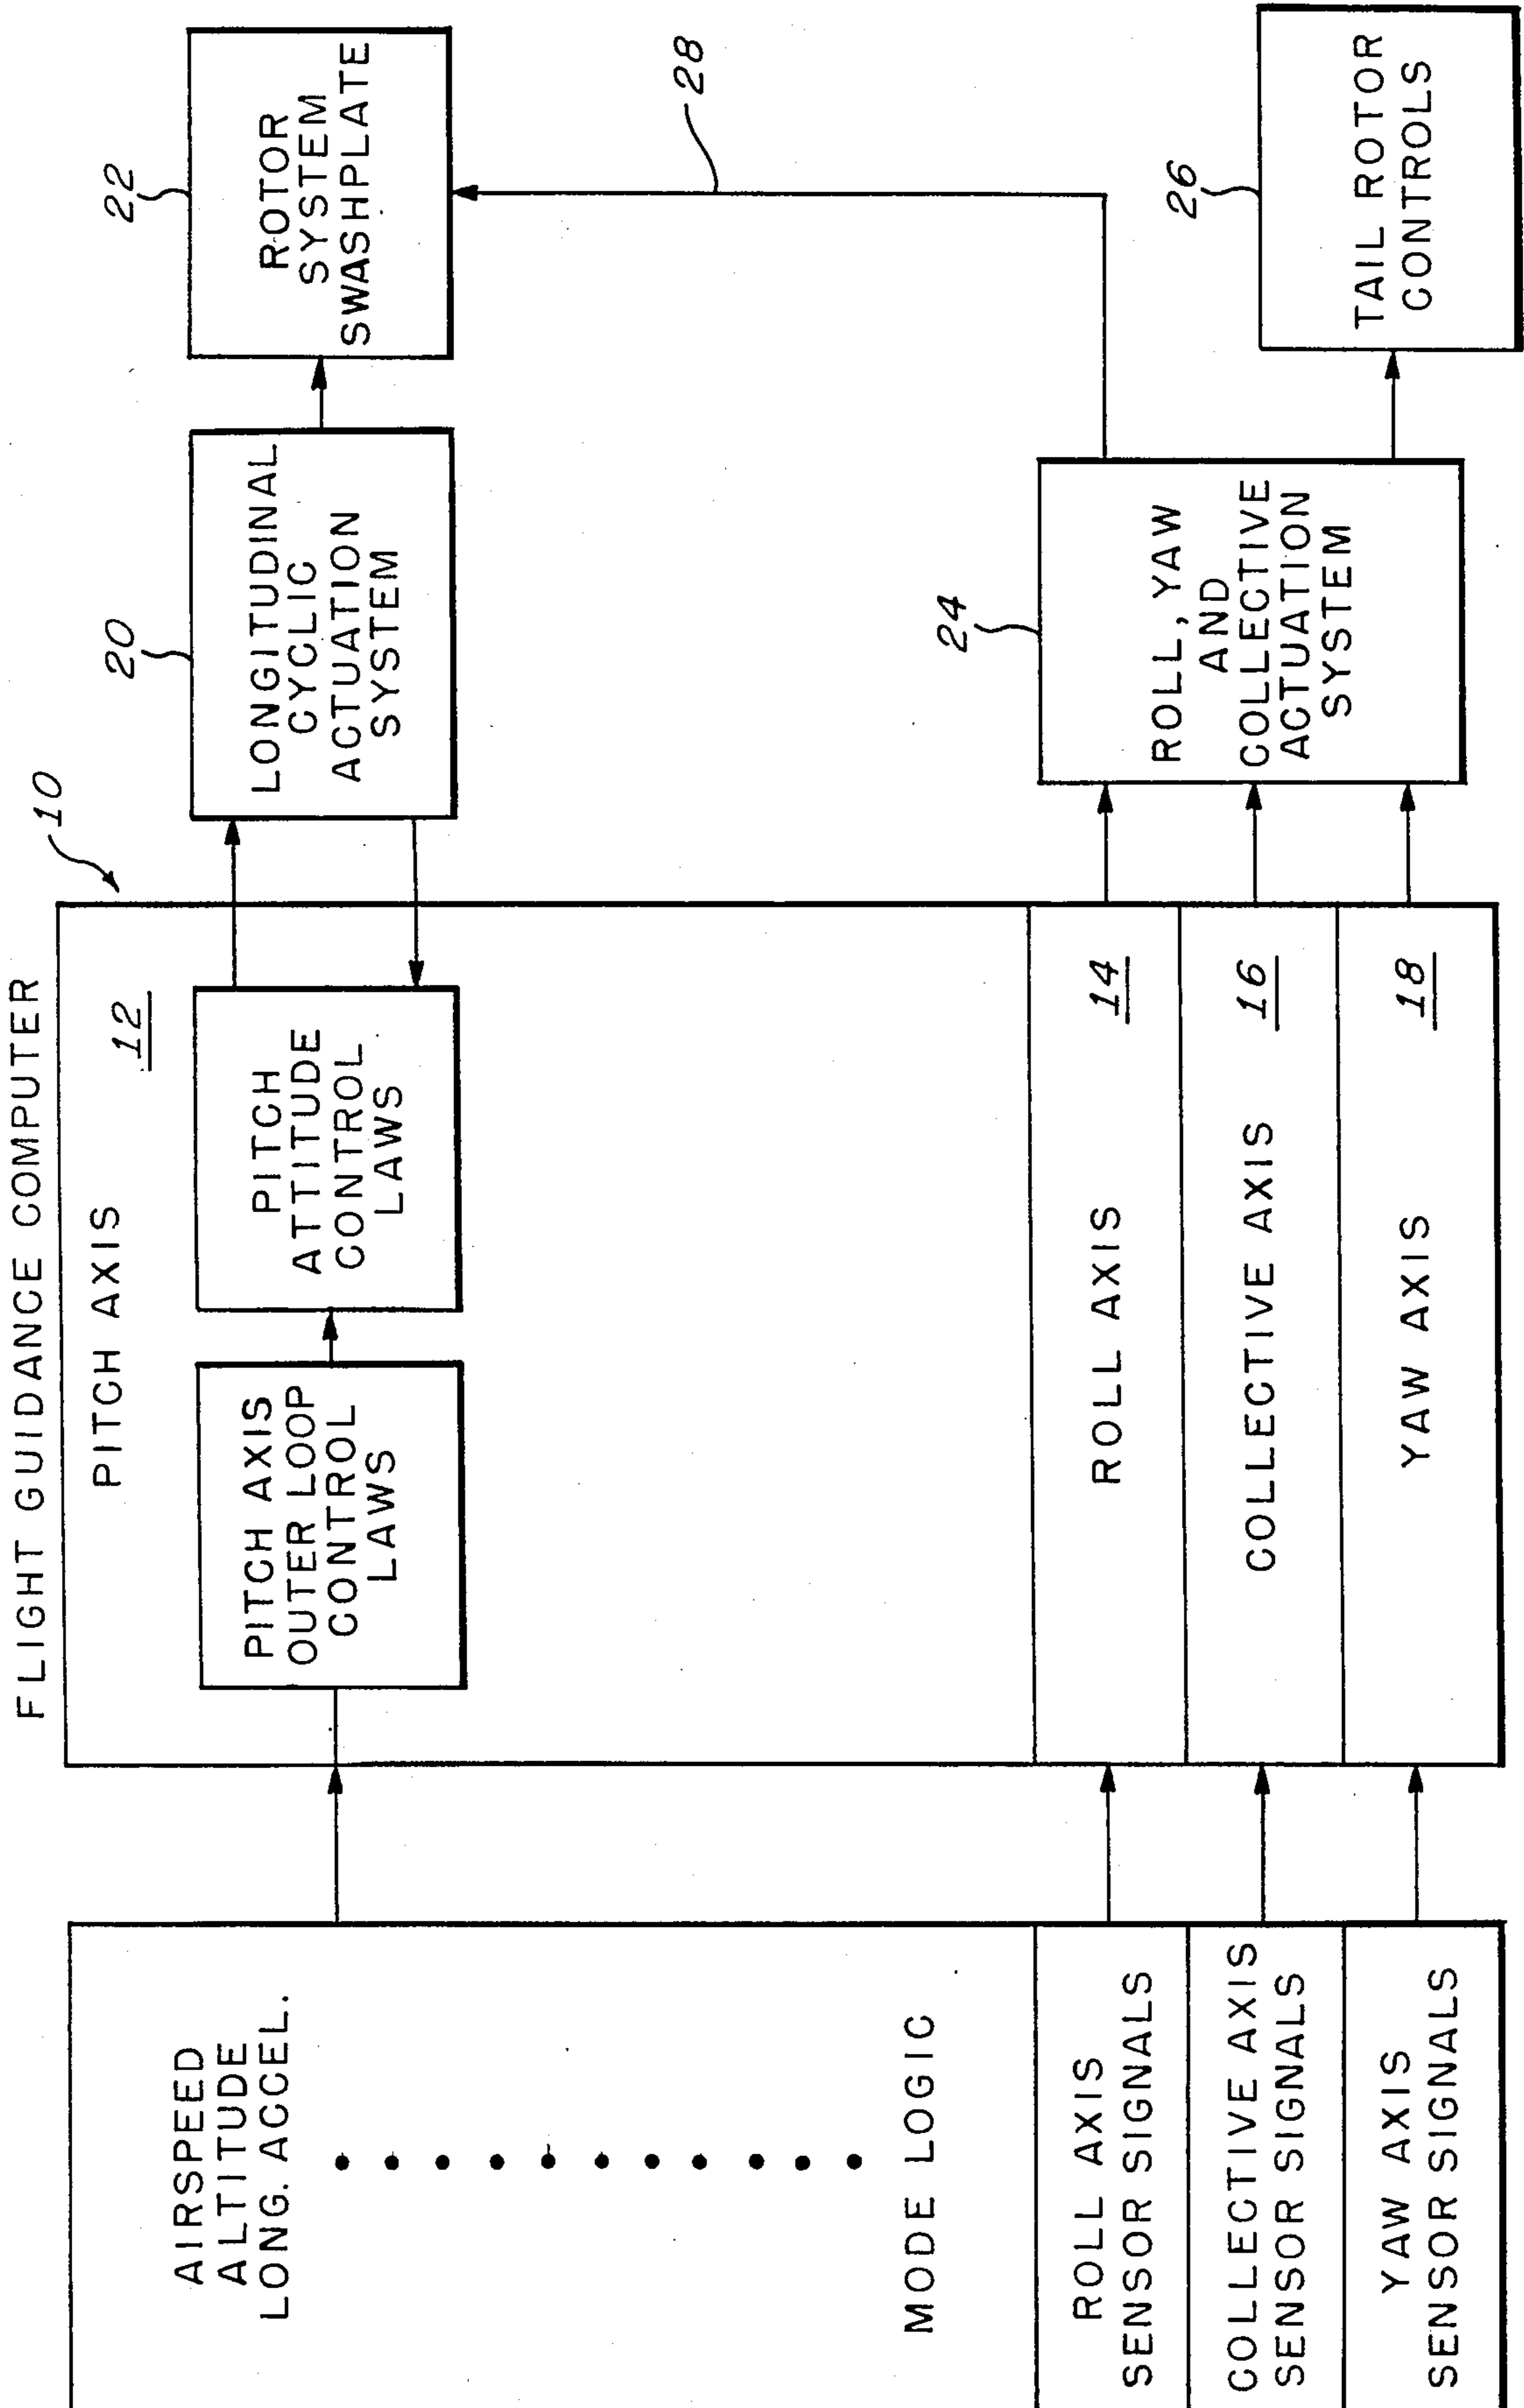 FLIGHT GUIDANCE COMPUTER
10
AIRSPEED
ALTITUDE
LONG. ACCEL.
MODE LOGIC
ROLL AXIS
SENSOR SIGNALS
COLLECTIVE AXIS
SENSOR SIGNALS
YAW AXIS
SENSOR SIGNALS
PITCH AXIS
12
PITCH AXIS
OUTER LOOP
CONTROL
LAWS
PITCH
ATTITUDE
CONTROL
LAWS
ROLL AXIS
14
COLLECTIVE AXIS
16
YAW AXIS
18
20
LONGITUDINAL
CYCLIC
ACTUATION
SYSTEM
22
ROTOR
SYSTEM
SWASHPLATE
28
24
ROLL, YAW
AND
COLLECTIVE
ACTUATION
SYSTEM
26
TAIL ROTOR
CONTROLS